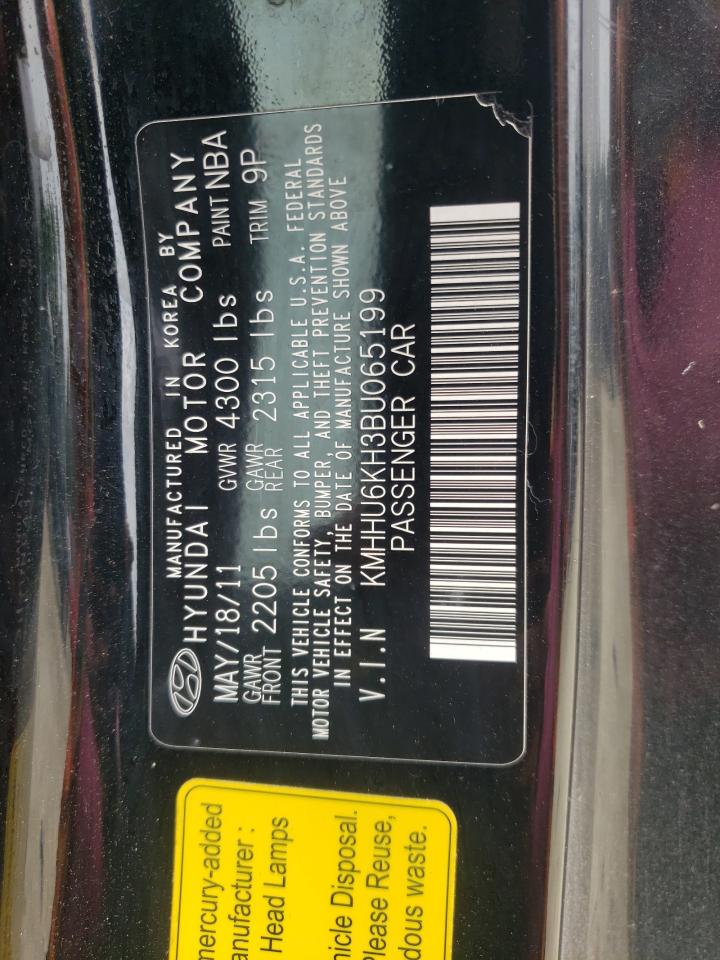 MANUFACTURED IN KOREA BY
HYUNDAI MOTOR COMPANY
MAY/18/11 GVWR 4300 lbs PAINT NBA
GAWR FRONT 2205 lbs GAWR REAR 2315 lbs TRIM 9P
THIS VEHICLE CONFORMS TO ALL APPLICABLE U.S.A. FEDERAL
MOTOR VEHICLE SAFETY, BUMPER, AND THEFT PREVENTION STANDARDS
IN EFFECT ON THE DATE OF MANUFACTURE SHOWN ABOVE
V.I.N KMHHU6KH3BU065199
PASSENGER CAR
mercury-added
anufacturer :
Head Lamps
hicle Disposal.
Please Reuse,
dous waste.